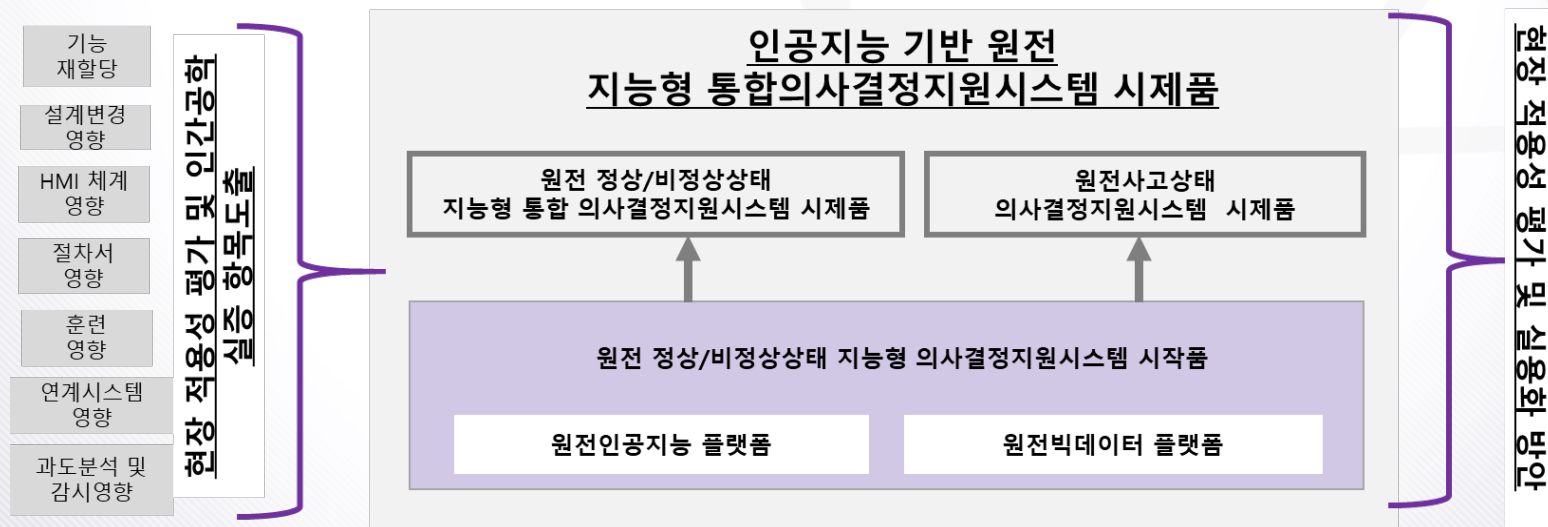 기능
재할당
설계변경
영향
HMI 체계
영향
절차서
영향
훈련
영향
연계시스템
영향
과도분석 및
감시영향
현장 적용성 평가 및 인간공학
실증 항목도출
인공지능 기반 원전
지능형 통합의사결정지원시스템 시제품
원전 정상/비정상상태
지능형 통합 의사결정지원시스템 시제품
원전사고상태
의사결정지원시스템 시제품
원전 정상/비정상상태 지능형 의사결정지원시스템 시작품
원전인공지능 플랫폼
원전빅데이터 플랫폼
현장 적용성 평가 및 실용화 방안